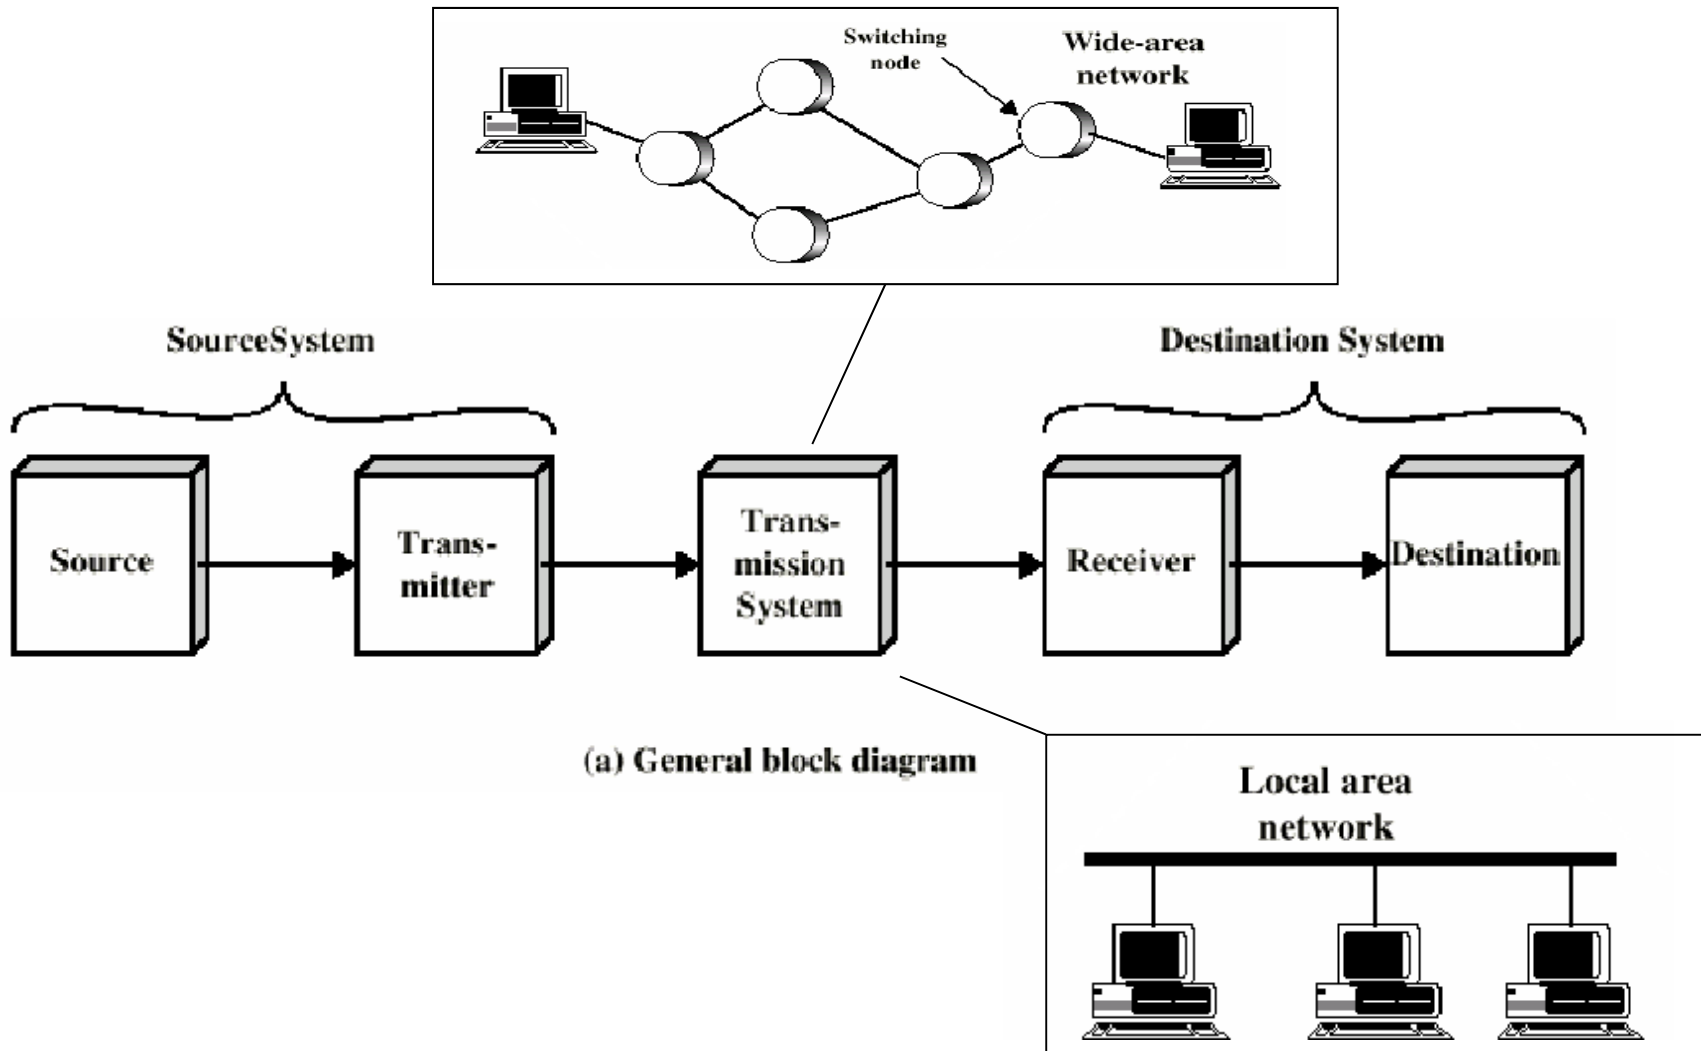 Switching
node
Wide-area
network
SourceSystem
Destination System
Source
Trans-
mitter
Trans-
mission
System
Receiver
Destination
(a) General block diagram
Local area
network